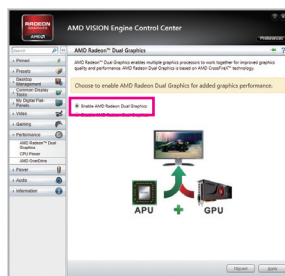 RADEON
GRAPHICS
AMD
AMD VISION Engine Control Center
Preferences
Search
AMD Radeon™ Dual Graphics
Pinned
Presets
Desktop Management
Common Display Tasks
My Digital Flat-Panels
Video
Gaming
Performance
AMD Radeon™ Dual Graphics
CPU Power
AMD OverDrive
Power
Audio
Information
AMD Radeon™ Dual Graphics enables multiple graphics processors to work together for improved graphics
quality and performance. AMD Radeon Dual Graphics is based on AMD CrossFireX™ technology.
Choose to enable AMD Radeon Dual Graphics for added graphics performance.
Enable AMD Radeon Dual Graphics
APU
GPU
Discard
Apply